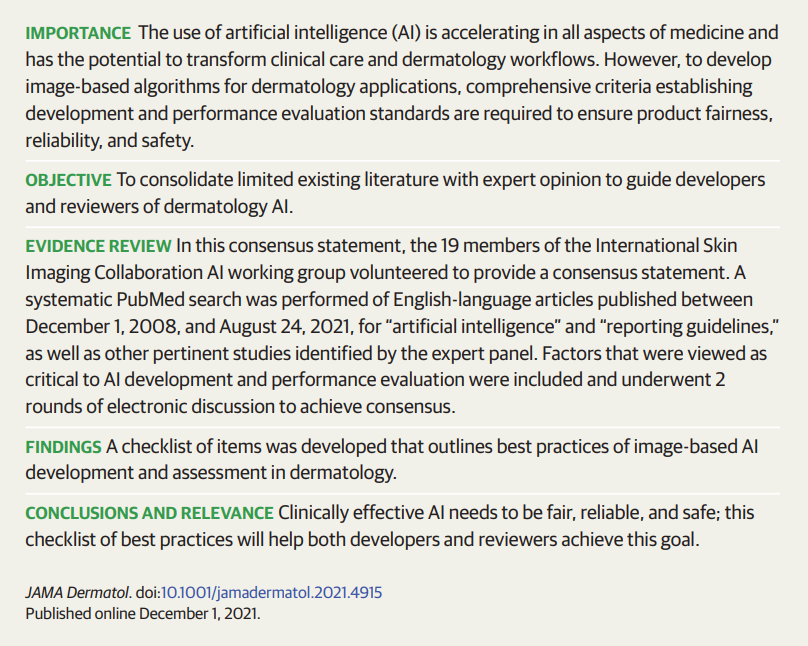 IMPORTANCE The use of artificial intelligence (AI) is accelerating in all aspects of medicine and
has the potential to transform clinical care and dermatology workflows. However, to develop
image-based algorithms for dermatology applications, comprehensive criteria establishing
development and performance evaluation standards are required to ensure product fairness,
reliability, and safety.
OBJECTIVE To consolidate limited existing literature with expert opinion to guide developers
and reviewers of dermatology AI.
EVIDENCE REVIEW In this consensus statement, the 19 members of the International Skin
Imaging Collaboration AI working group volunteered to provide a consensus statement. A
systematic PubMed search was performed of English-language articles published between
December 1, 2008, and August 24, 2021, for “artificial intelligence” and “reporting guidelines,”
as well as other pertinent studies identified by the expert panel. Factors that were viewed as
critical to AI development and performance evaluation were included and underwent 2
rounds of electronic discussion to achieve consensus.
FINDINGS A checklist of items was developed that outlines best practices of image-based AI
development and assessment in dermatology.
CONCLUSIONS AND RELEVANCE Clinically effective AI needs to be fair, reliable, and safe; this
checklist of best practices will help both developers and reviewers achieve this goal.
JAMA Dermatol. doi:10.1001/jamadermatol.2021.4915
Published online December 1, 2021.